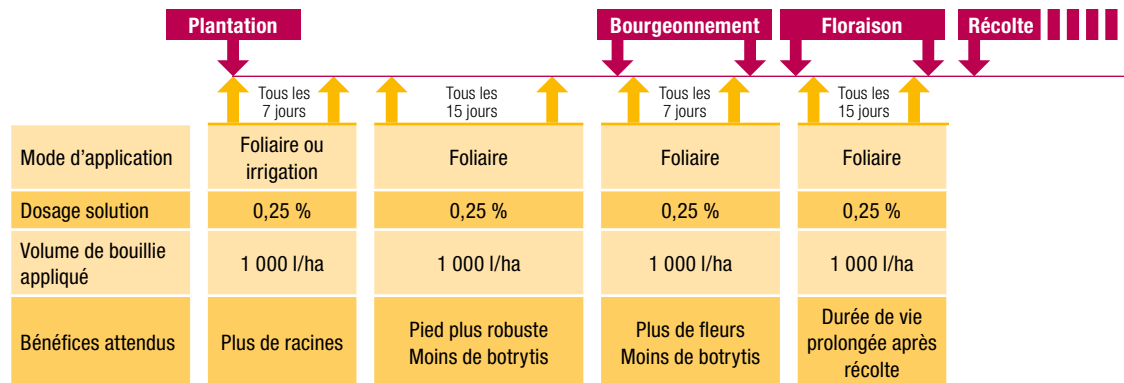 Plantation
Bourgeonnement
Floraison
Récolte
Tous les
7 jours
Tous les
15 jours
Tous les
7 jours
Tous les
15 jours
Mode d’application
Foliaire ou
irrigation
Foliaire
Foliaire
Foliaire
Dosage solution
0,25 %
0,25 %
0,25 %
0,25 %
Volume de bouillie
appliqué
1 000 l/ha
1 000 l/ha
1 000 l/ha
1 000 l/ha
Bénéfices attendus
Plus de racines
Pied plus robuste
Moins de botrytis
Plus de fleurs
Moins de botrytis
Durée de vie
prolongée après
récolte